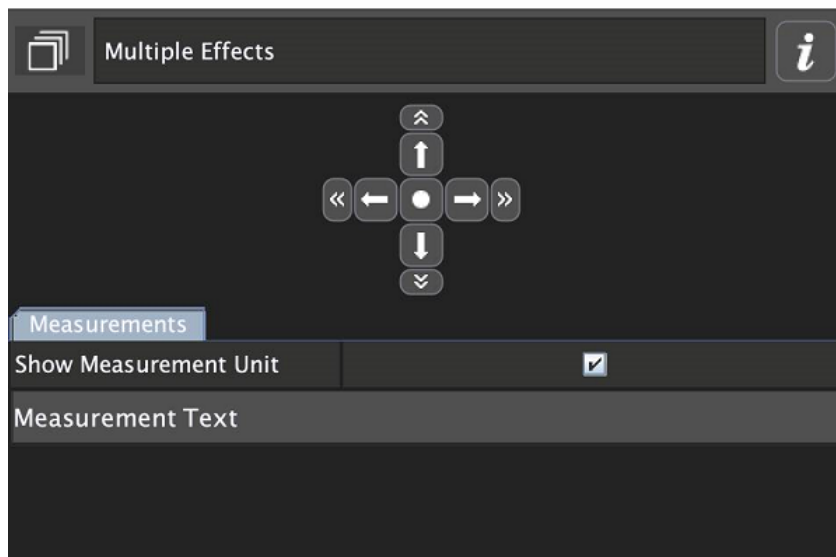 Multiple Effects
i
Measurements
Show Measurement Unit
Measurement Text